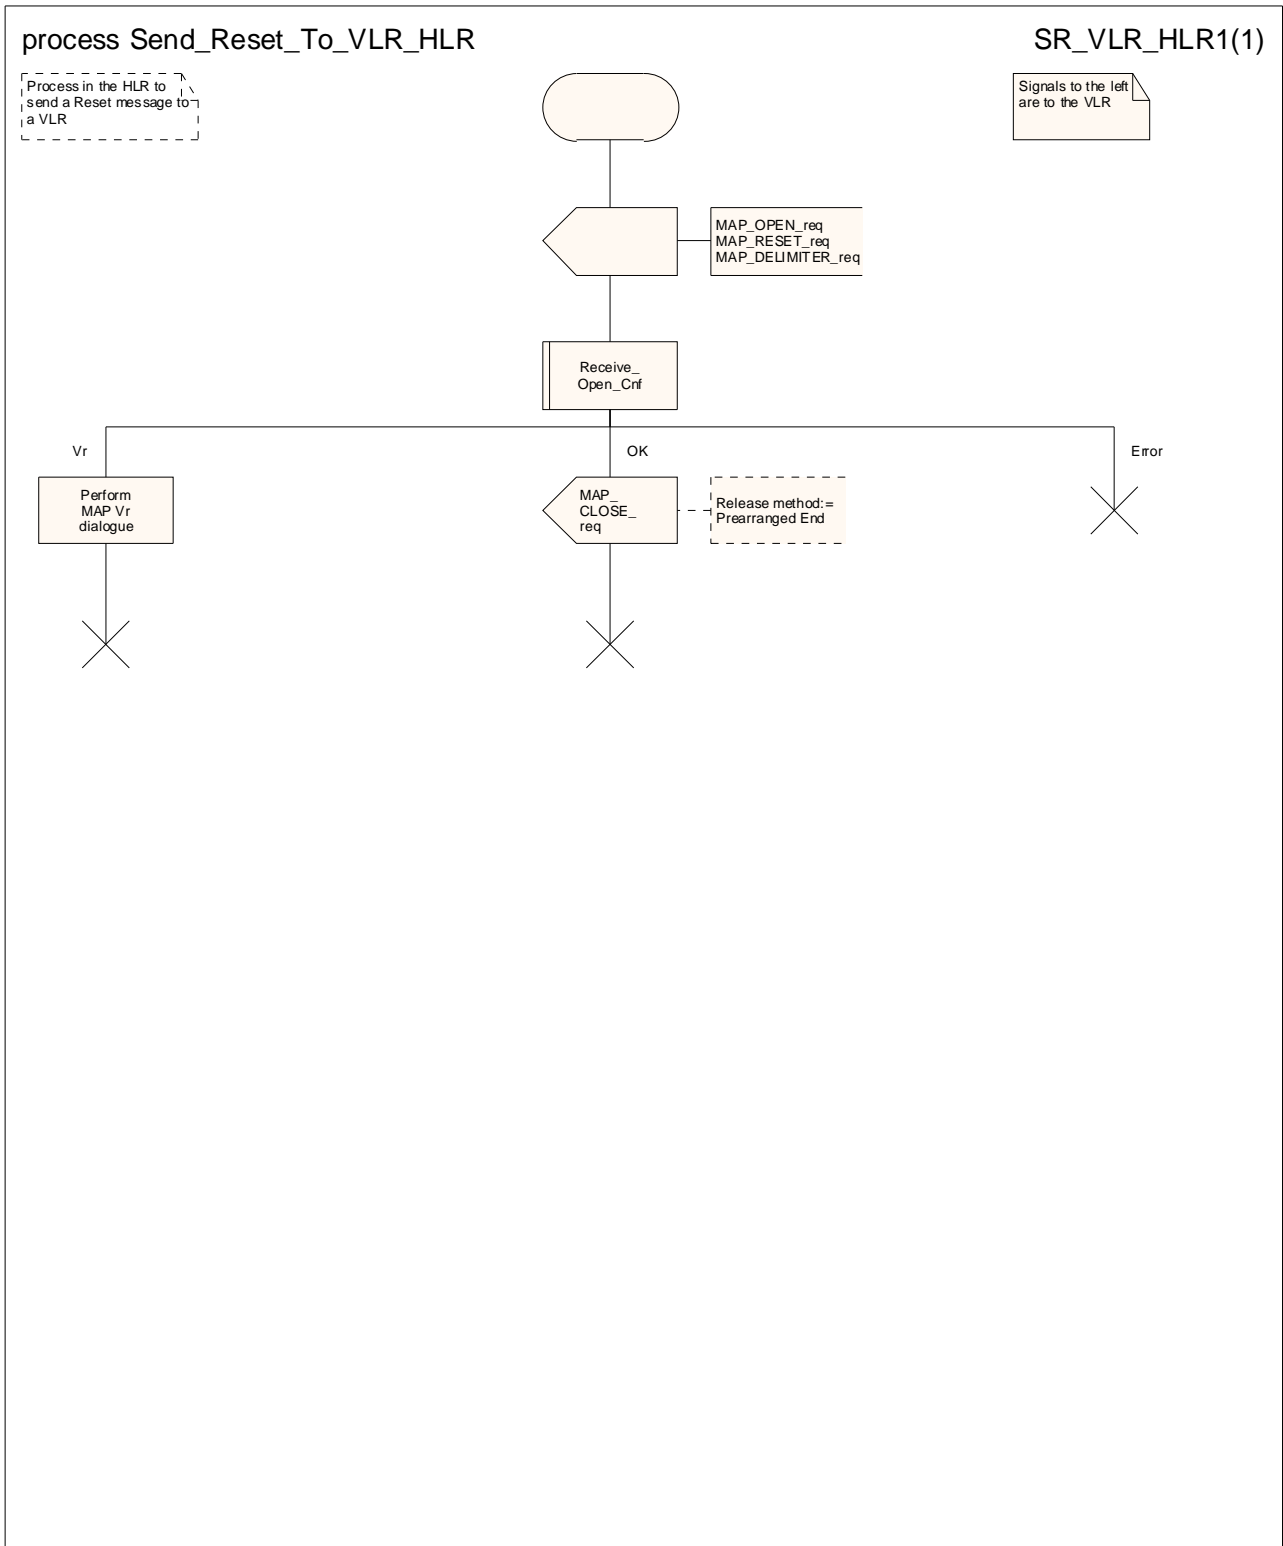 process Send_Reset_To_VLR_HLR
SR_VLR_HLR1(1)
Process in the HLR to
send a Reset message to
a VLR
Signals to the left
are to the VLR
MAP_OPEN_req
MAP_RESET_req
MAP_DELIMITER_req
Receive_
Open_Cnf
Vr
OK
Error
Perform
MAP Vr
dialogue
MAP_
CLOSE_
req
Release method:=
Prearranged End